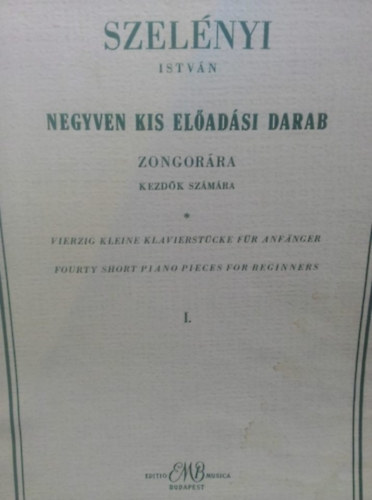 SZELÉNYI
ISTVÁN
NEGYVEN KIS ELŐADÁSI DARAB
ZONGORÁRA
KEZDŐK SZÁMÁRA
*
VIERZIG KLEINE KLAVIERSTÜCKE FÜR ANFÄNGER
FOURTY SHORT PIANO PIECES FOR BEGINNERS
I.
EDITIO EMB MUSICA
BUDAPEST